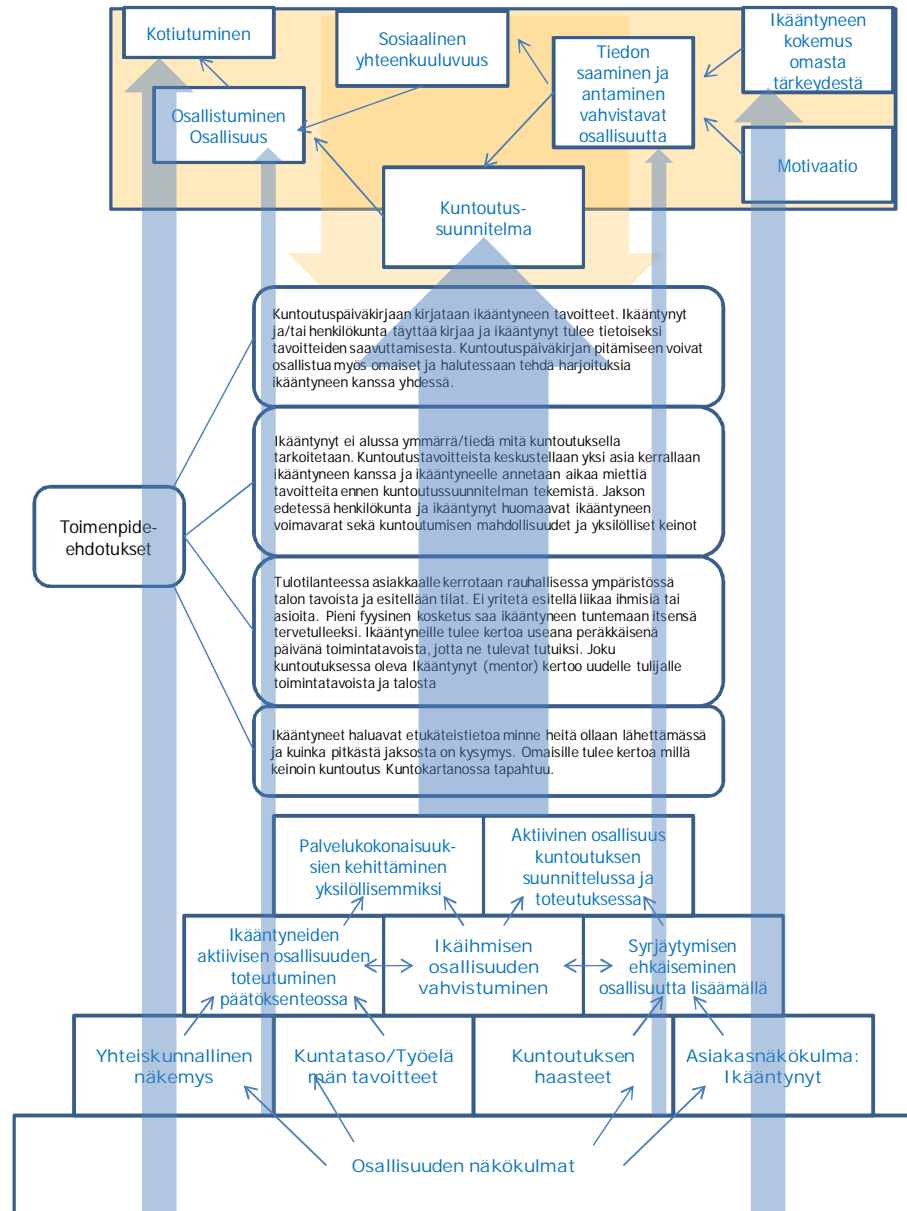 Kotiutuminen
Sosiaalinen
yhteenkuuluvuus
Tiedon
saaminen ja
antaminen
vahvistavat
osallisuutta
Ikääntyneen
kokemus
omasta
tärkeydestä
Osallistuminen
Osallisuus
Motivaatio
Kuntoutus-
suunnitelma
Kuntoutuspäiväkirjaan kirjataan ikääntyneen tavoitteet. Ikääntynyt
ja/tai henkilökunta täyttää kirjaa ja ikääntynyt tulee tietoiseksi
tavoitteiden saavuttamisesta. Kuntoutuspäiväkirjan pitämiseen voivat
osallistua myös omaiset ja halutessaan tehdä harjoituksia
ikääntyneen kanssa yhdessä.
Ikääntynyt ei alussa ymmärrä/tiedä mitä kuntoutuksella
tarkoitetaan. Kuntoutustavoitteista keskustellaan yksi asia kerrallaan
ikääntyneen kanssa ja ikääntyneelle annetaan aikaa miettiä
tavoitteita ennen kuntoutussuunnitelman tekemistä. Jakson
edetessä henkilökunta ja ikääntynyt huomaavat ikääntyneen
voimavarat sekä kuntoutumisen mahdollisuudet ja yksilölliset keinot
Toimenpide-
ehdotukset
Tulotilanteessa asiakkaalle kerrotaan rauhallisessa ympäristössä
talon tavoista ja esitellään tilat. Ei yritetä esitellä liikaa ihmisiä tai
asioita. Pieni fyysinen kosketus saa ikääntyneen tuntemaan itsensä
tervetulleeksi. Ikääntyneille tulee kertoa useana peräkkäisenä
päivänä toimintatavoista, jotta ne tulevat tutuiksi. Joku
kuntoutuksessa oleva Ikääntynyt (mentor) kertoo uudelle tulijalle
toimintatavoista ja talosta
Ikääntyneet haluavat etukäteistietoa minne heitä ollaan lähettämässä
ja kuinka pitkästä jaksosta on kysymys. Omaisille tulee kertoa millä
keinoin kuntoutus Kuntokartanossa tapahtuu.
Palvelukokonaisuuk-
sien kehittäminen
yksilöllisemmiksi
Aktiivinen osallisuus
kuntoutuksen
suunnittelussa ja
toteutuksessa
Ikääntyneiden
aktiivisen osallisuuden
toteutuminen
päätöksenteossa
Ikäihmisen
osallisuuden
vahvistuminen
Syrjäytymisen
ehkäiseminen
osallisuutta lisäämällä
Yhteiskunnallinen
näkemys
Kuntataso/Työelä
män tavoitteet
Kuntoutuksen
haasteet
Asiakasnäkökulma:
Ikääntynyt
Osallisuuden näkökulmat